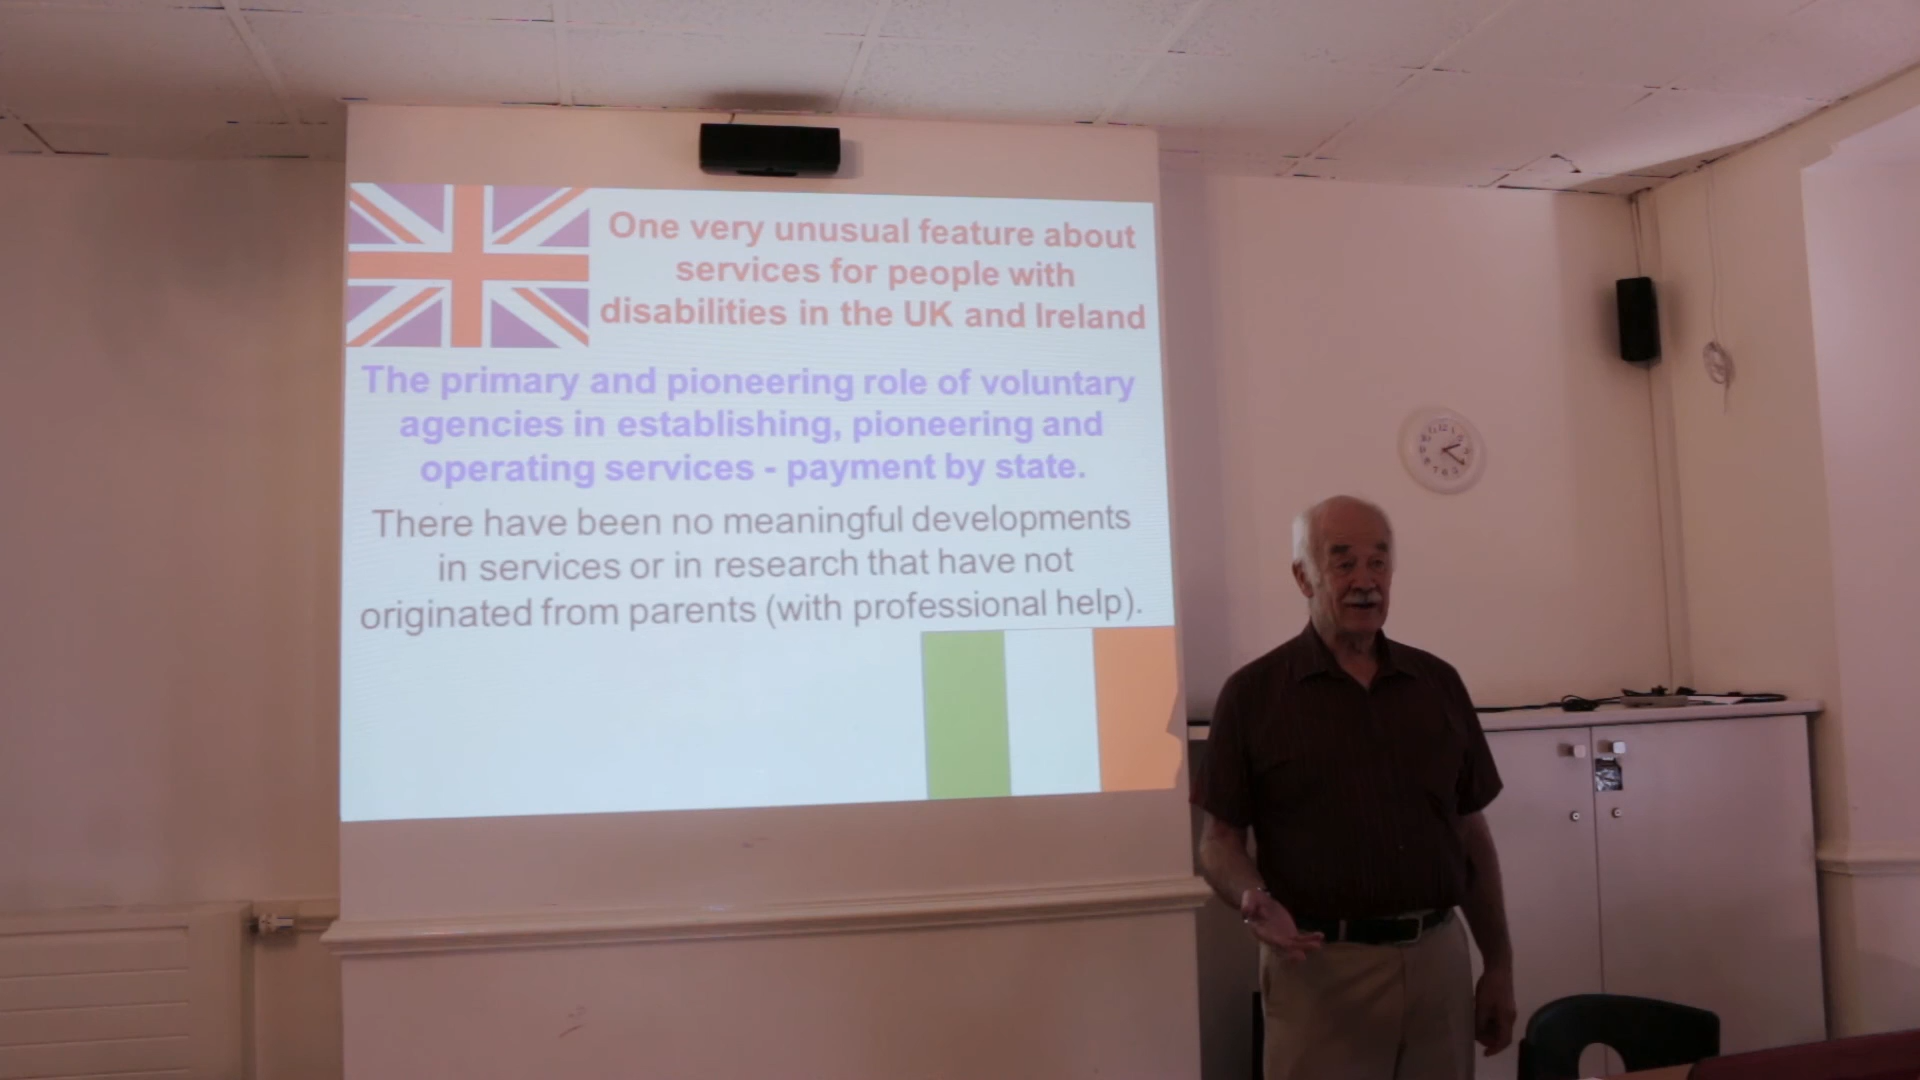 One very unusual feature about
services for people with
disabilities in the UK and Ireland
The primary and pioneering role of voluntary
agencies in establishing, pioneering and
operating services - payment by state.
There have been no meaningful developments
in services or in research that have not
originated from parents (with professional help).